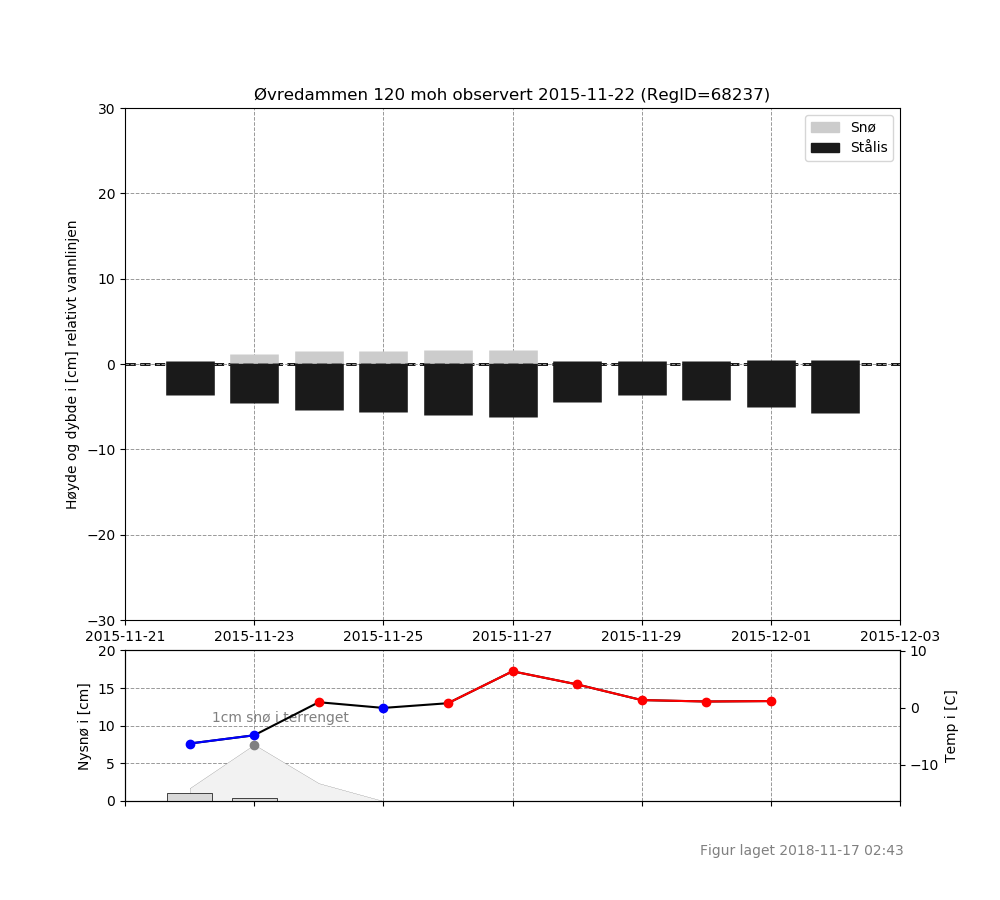 Øvredammen 120 moh observert 2015-11-22 (RegID=68237)
Snø
Stålis
30
20
10
0
−10
−20
−30
Høyde og dybde i [cm] relativt vannlinjen
2015-11-21
2015-11-23
2015-11-25
2015-11-27
2015-11-29
2015-12-01
2015-12-03
20
15
10
5
0
Nysnø i [cm]
1cm snø i terrenget
10
0
−10
Temp i [C]
Figur laget 2018-11-17 02:43